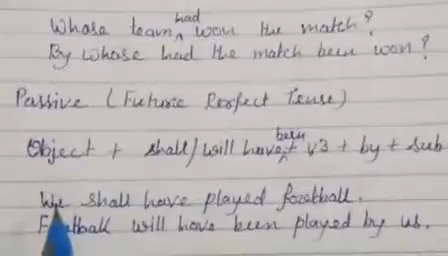 Whose team had won the match?
By whose had the match been won?
Passive (Future Perfect Tense)
Object + shall/will have been + v3 + by + sub
We shall have played football.
Football will have been played by us.